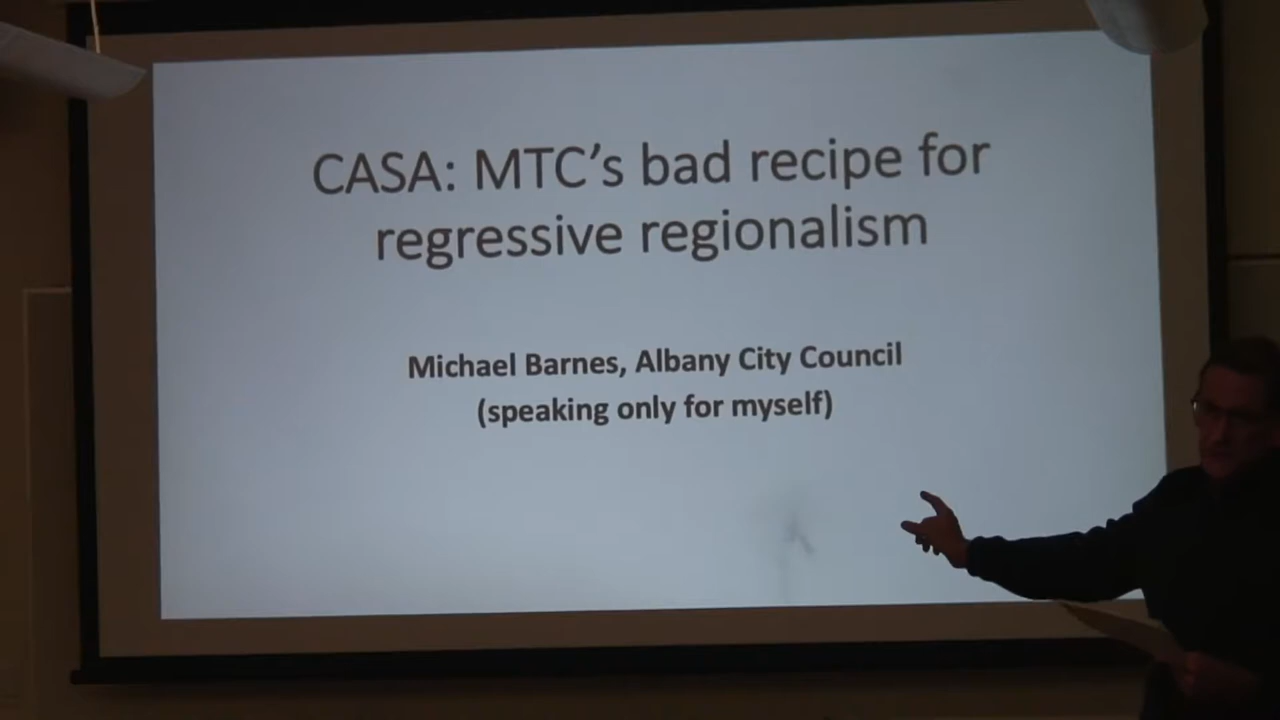 CASA: MTC’s bad recipe for
regressive regionalism
Michael Barnes, Albany City Council
(speaking only for myself)